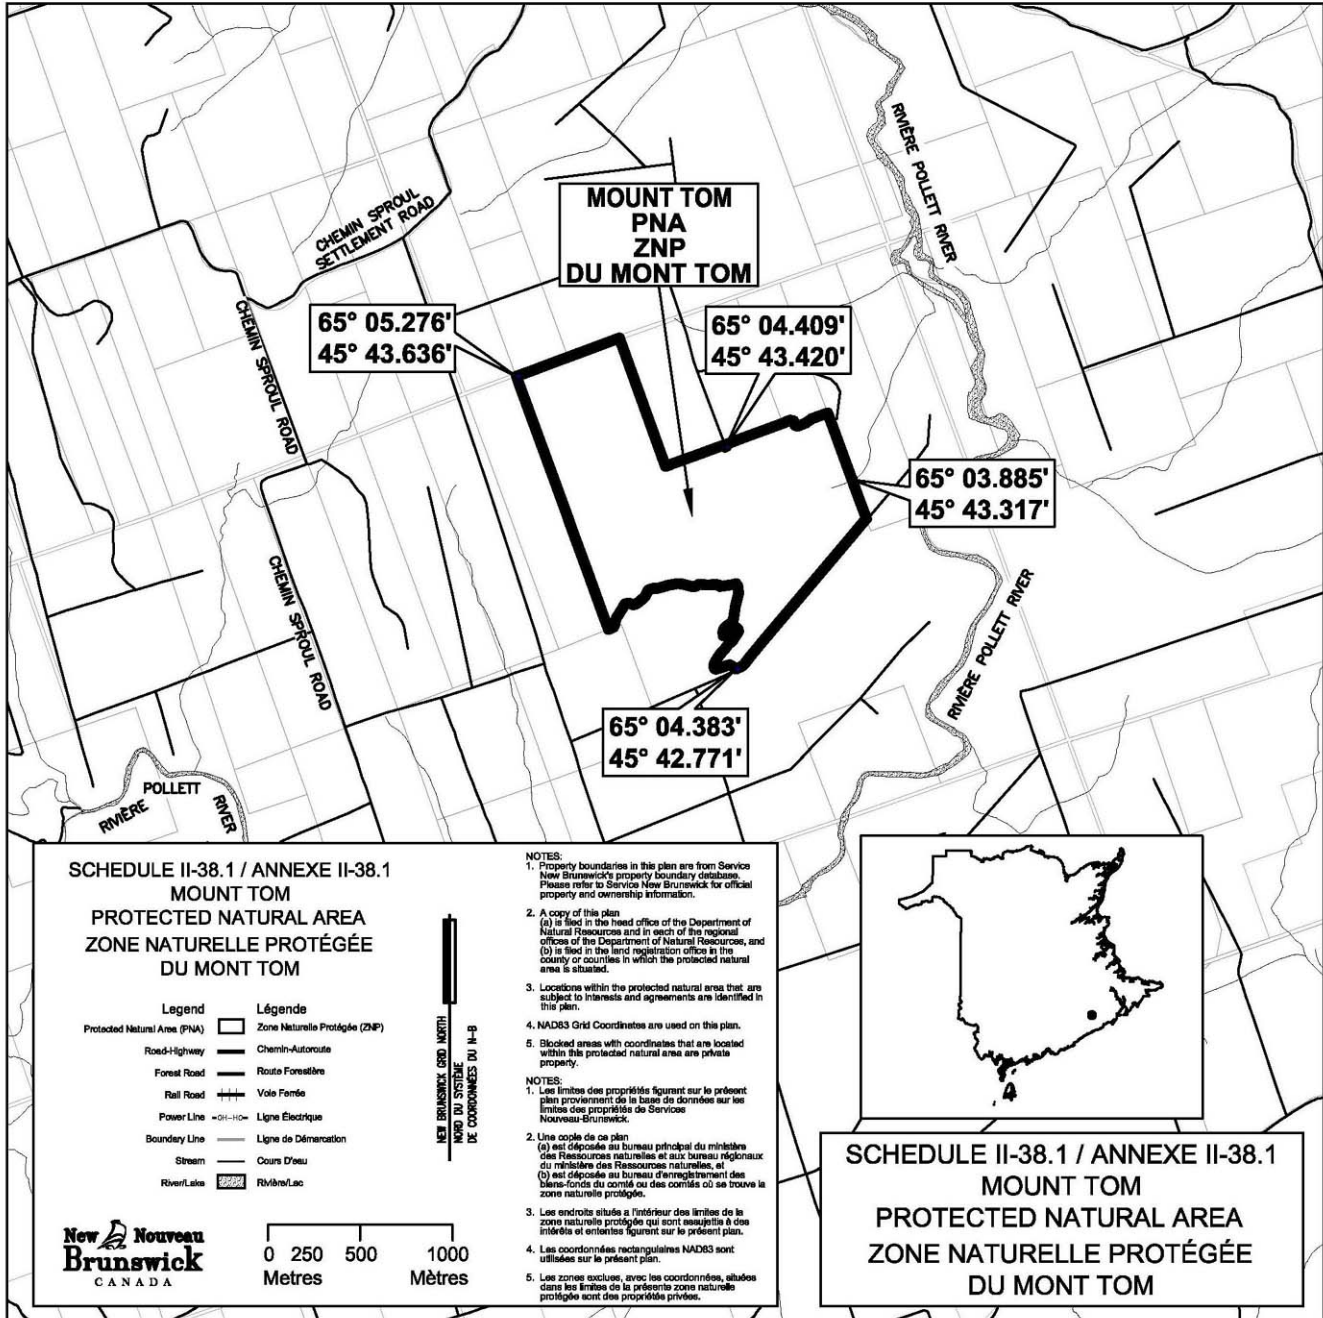 RIVIÈRE POLLETT RIVER
CHEMIN SPROUL
SETTLEMENT ROAD
MOUNT TOM
PNA
ZNP
DU MONT TOM
65° 05.276'
45° 43.636'
65° 04.409'
45° 43.420'
CHEMIN SPROUL ROAD
65° 03.885'
45° 43.317'
CHEMIN SPROUL ROAD
RIVIÈRE POLLETT RIVER
65° 04.383'
45° 42.771'
RIVIÈRE POLLETT RIVER
SCHEDULE II-38.1 / ANNEXE II-38.1
MOUNT TOM
PROTECTED NATURAL AREA
ZONE NATURELLE PROTÉGÉE
DU MONT TOM
Legend Légende
Protected Natural Area (PNA) Zone Naturelle Protégée (ZNP)
Road-Highway Chemin-Autoroute
Forest Road Route Forestière
Rail Road Voie Ferrée
Power Line -OH-HO- Ligne Électrique
Boundary Line Ligne de Démarcation
Stream Cours D'eau
River/Lake Rivière/Lac
NEW BRUNSWICK GRID NORTH
NORD DU SYSTÈME
DE COORDONNÉES DU N-B
New Nouveau
Brunswick
CANADA
0 250 500 1000
Metres Mètres
NOTES:
1. Property boundaries in this plan are from Service
New Brunswick's property boundary database.
Please refer to Service New Brunswick for official
property and ownership information.
2. A copy of this plan
(a) is filed in the head office of the Department of
Natural Resources and in each of the regional
offices of the Department of Natural Resources, and
(b) is filed in the land registration office in the
county or counties in which the protected natural
area is situated.
3. Locations within the protected natural area that are
subject to interests and agreements are identified in
this plan.
4. NAD83 Grid Coordinates are used on this plan.
5. Blocked areas with coordinates that are located
within this protected natural area are private
property.
NOTES:
1. Les limites des propriétés figurant sur le présent
plan proviennent de la base de données sur les
limites des propriétés de Services
Nouveau-Brunswick.
2. Une copie de ce plan
(a) est déposée au bureau principal du ministère
des Ressources naturelles et aux bureau régionaux
du ministère des Ressources naturelles, et
(b) est déposée au bureau d'enregistrement des
biens-fonds du comté ou des comtés où se trouve la
zone naturelle protégée.
3. Les endroits situés a l'intérieur des limites de la
zone naturelle protégée qui sont assujettis à des
intérêts et ententes figurant sur le présent plan.
4. Les coordonnées rectangulaires NAD83 sont
utilisées sur le présent plan.
5. Les zones exclues, avec les coordonnées, situées
dans les limites de la présente zone naturelle
protégée sont des propriétés privées.
SCHEDULE II-38.1 / ANNEXE II-38.1
MOUNT TOM
PROTECTED NATURAL AREA
ZONE NATURELLE PROTÉGÉE
DU MONT TOM